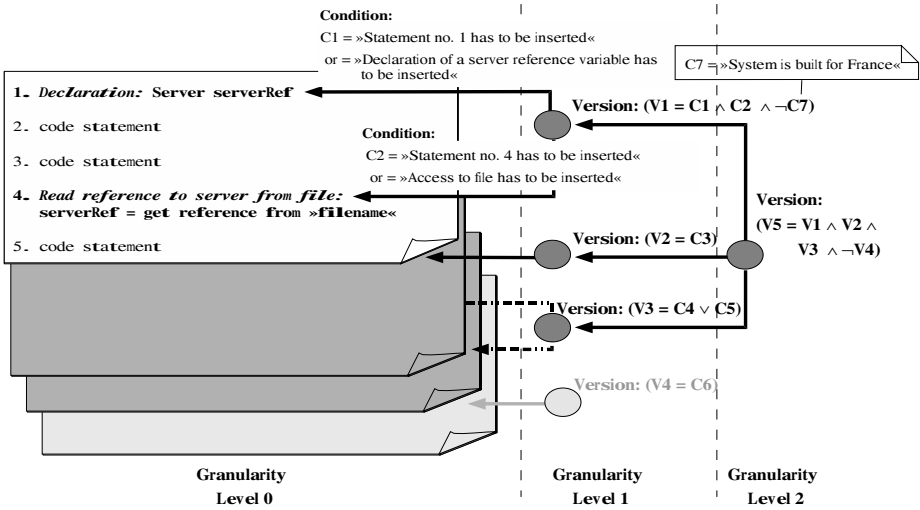 Condition:
C1 = »Statement no. 1 has to be inserted«
or = »Declaration of a server reference variable has
to be inserted«
C7 = »System is built for France«
1. Declaration: Server serverRef
Version: (V1 = C1 ∧ C2 ∧ ¬C7)
2. code statement
Condition:
C2 = »Statement no. 4 has to be inserted«
or = »Access to file has to be inserted«
3. code statement
4. Read reference to server from file:
serverRef = get reference from »filename«
Version:
(V5 = V1 ∧ V2 ∧
V3 ∧ ¬V4)
5. code statement
Version: (V2 = C3)
Version: (V3 = C4 ∨ C5)
Version: (V4 = C6)
Granularity
Level 0
Granularity
Level 1
Granularity
Level 2